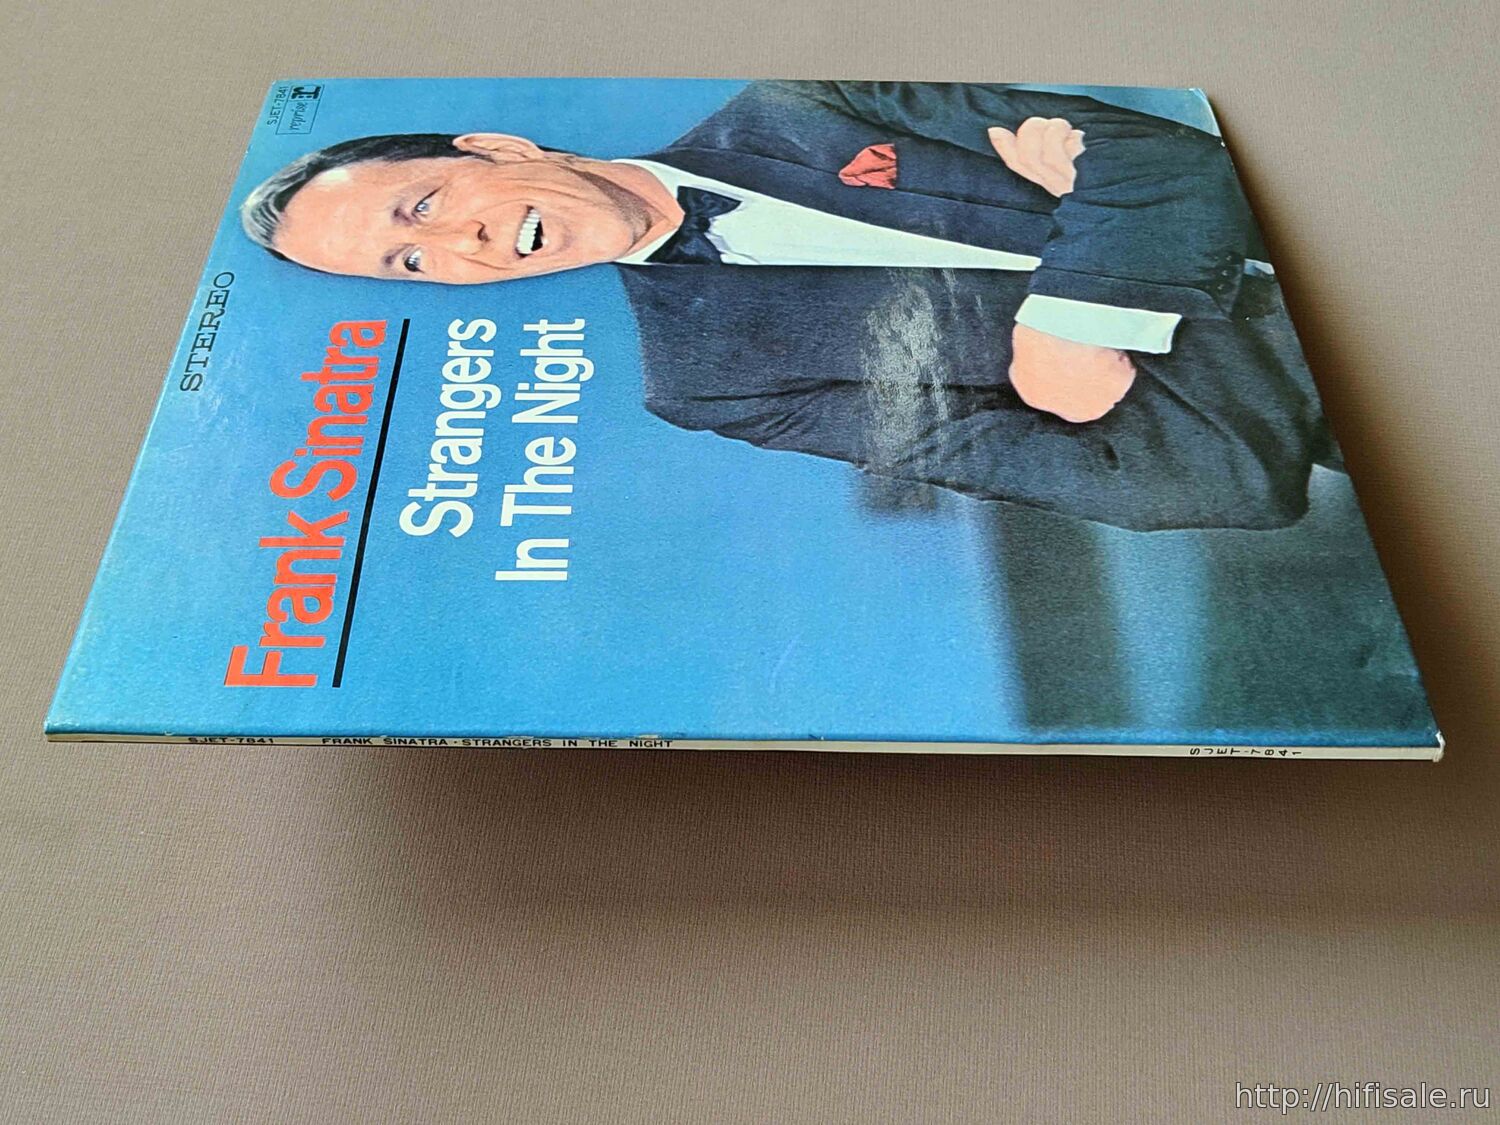 SJET-7841
reprise
STEREO
Frank Sinatra
Strangers
In The Night
SJET-7841 FRANK SINATRA · STRANGERS IN THE NIGHT SJET-7841
http://hifisale.ru